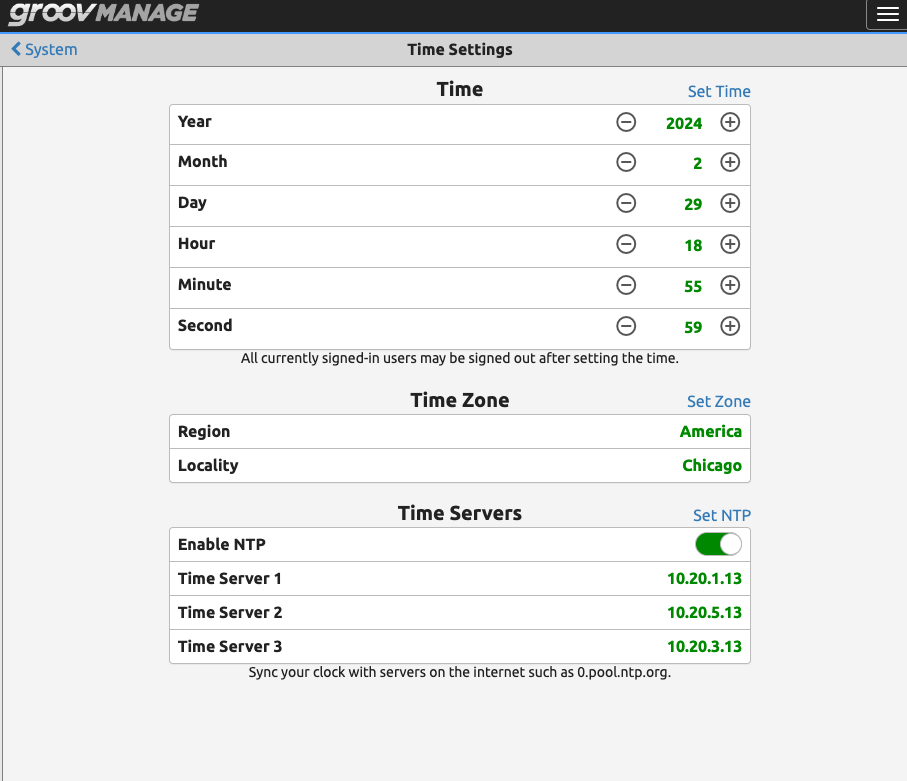 groov MANAGE
System
Time Settings
Time
Set Time
Year 2024
Month 2
Day 29
Hour 18
Minute 55
Second 59
All currently signed-in users may be signed out after setting the time.
Time Zone
Set Zone
Region America
Locality Chicago
Time Servers
Set NTP
Enable NTP
Time Server 1 10.20.1.13
Time Server 2 10.20.5.13
Time Server 3 10.20.3.13
Sync your clock with servers on the internet such as 0.pool.ntp.org.